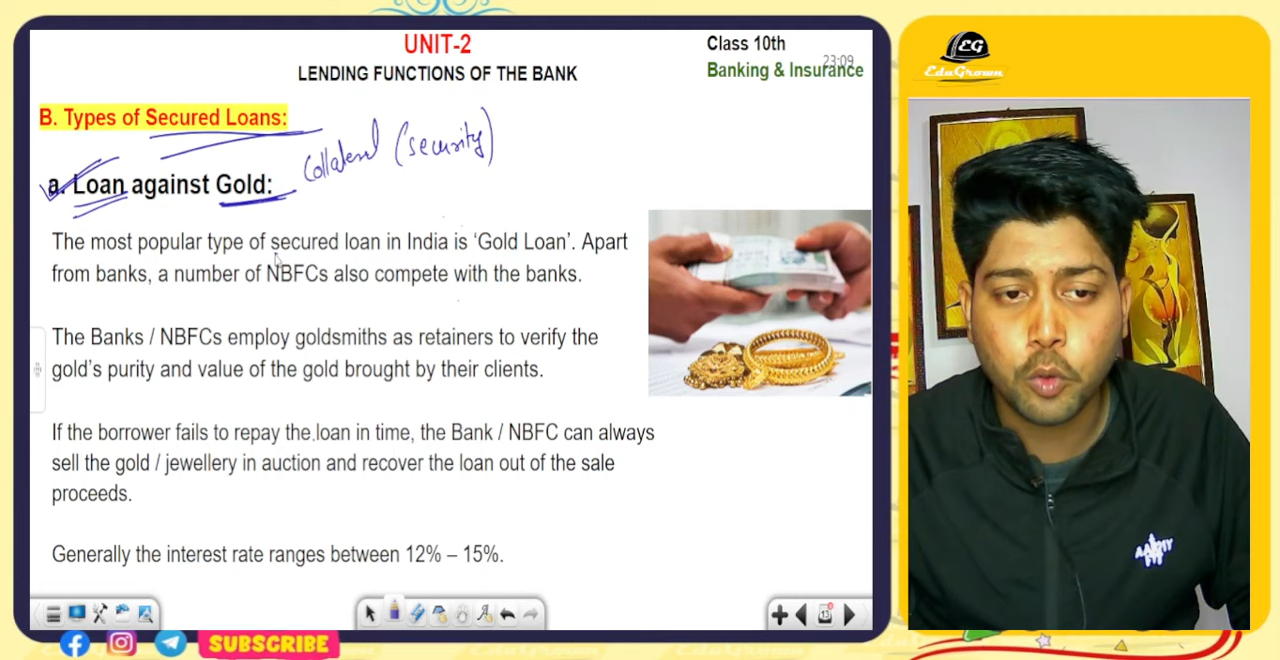 UNIT-2
LENDING FUNCTIONS OF THE BANK
Class 10th
23:09
Banking & Insurance
B. Types of Secured Loans:
Collateral (security)
a. Loan against Gold:
The most popular type of secured loan in India is ‘Gold Loan’. Apart
from banks, a number of NBFCs also compete with the banks.
The Banks / NBFCs employ goldsmiths as retainers to verify the
gold’s purity and value of the gold brought by their clients.
If the borrower fails to repay the loan in time, the Bank / NBFC can always
sell the gold / jewellery in auction and recover the loan out of the sale
proceeds.
Generally the interest rate ranges between 12% – 15%.
13
SUBSCRIBE
EG
EduGrown